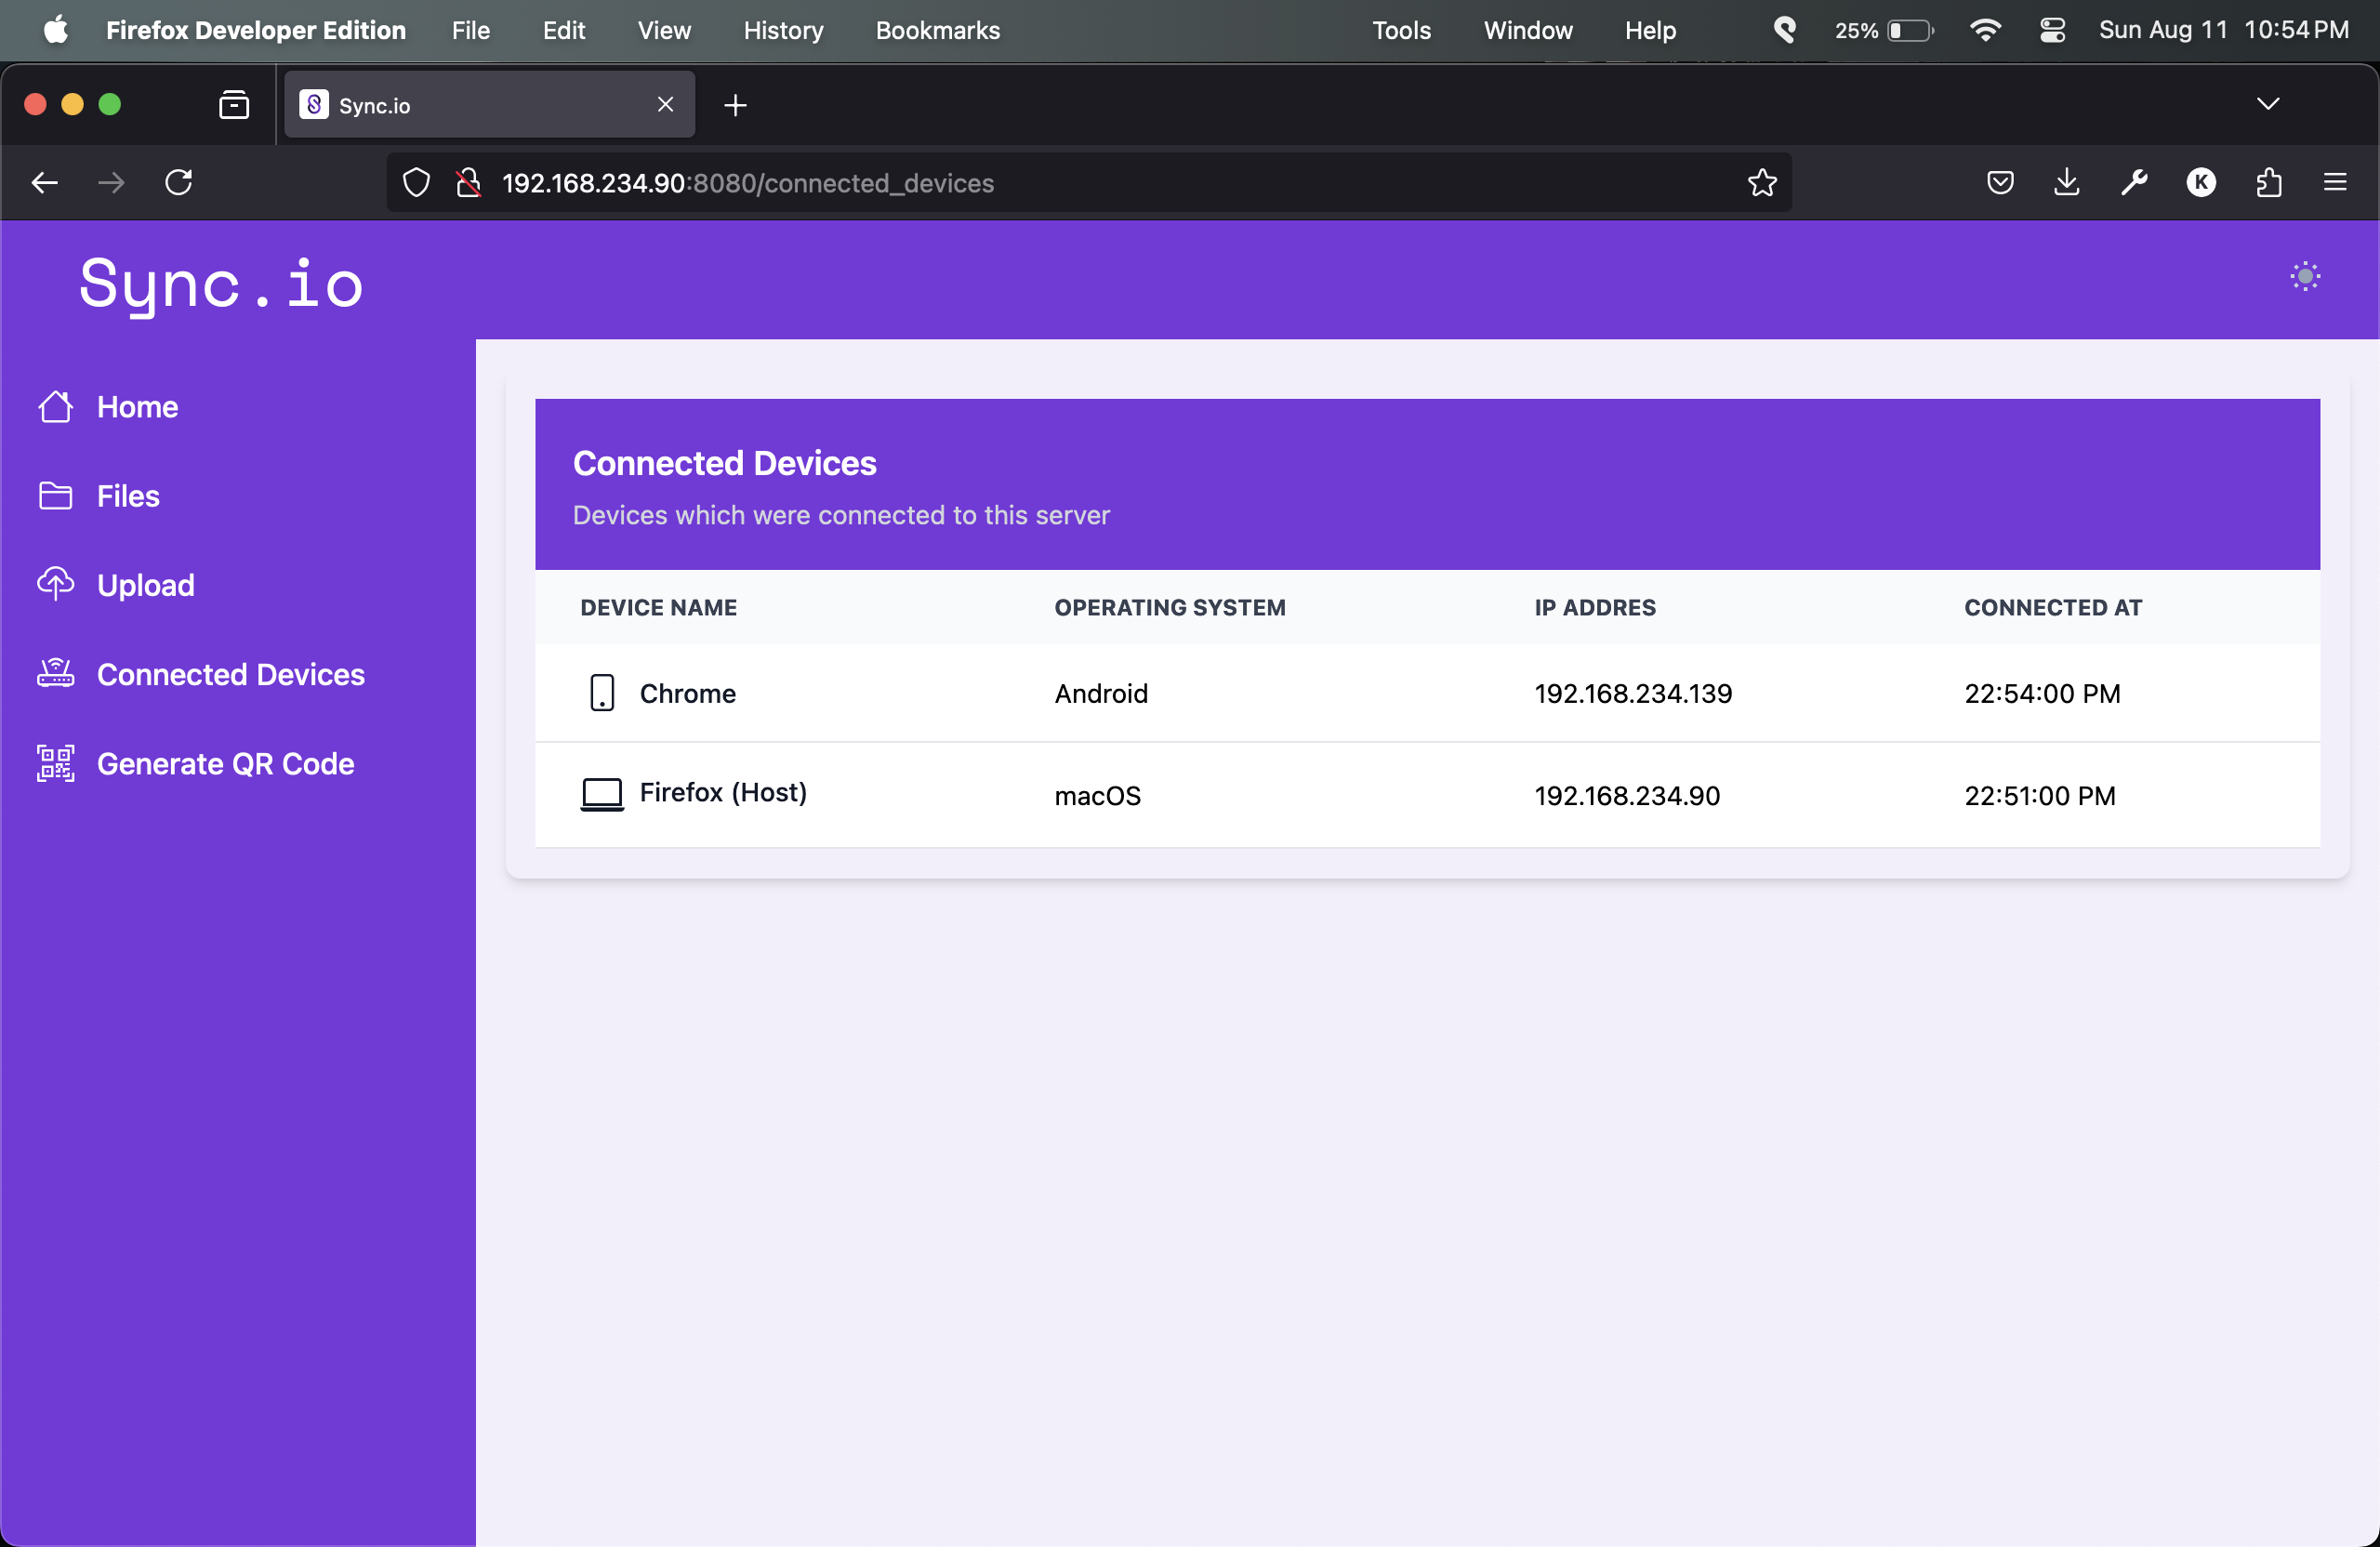 Firefox Developer Edition File Edit View History Bookmarks Tools Window Help 25% Sun Aug 11 10:54 PM
Sync.io
192.168.234.90:8080/connected_devices
K
Sync.io
Home
Files
Upload
Connected Devices
Generate QR Code
Connected Devices
Devices which were connected to this server
DEVICE NAME OPERATING SYSTEM IP ADDRES CONNECTED AT
Chrome Android 192.168.234.139 22:54:00 PM
Firefox (Host) macOS 192.168.234.90 22:51:00 PM